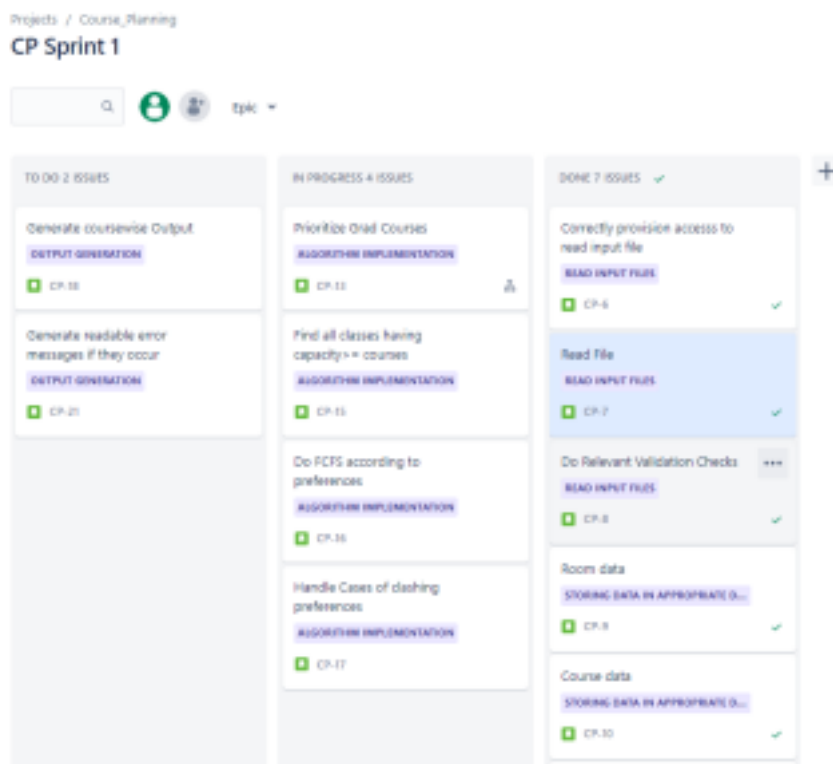 Projects / Course_Planning
CP Sprint 1
Epic
TO DO 2 ISSUES
Generate coursewise Output
OUTPUT GENERATION
CP-18
Generate readable error
messages if they occur
OUTPUT GENERATION
CP-21
IN PROGRESS 4 ISSUES
Prioritize Grad Courses
ALGORITHM IMPLEMENTATION
CP-13
Find all classes having
capacity>= courses
ALGORITHM IMPLEMENTATION
CP-15
Do FCFS according to
preferences
ALGORITHM IMPLEMENTATION
CP-16
Handle Cases of clashing
preferences
ALGORITHM IMPLEMENTATION
CP-17
DONE 7 ISSUES
Correctly provision accesss to
read input file
READ INPUT FILES
CP-6
Read File
READ INPUT FILES
CP-7
Do Relevant Validation Checks
READ INPUT FILES
CP-8
Room data
STORING DATA IN APPROPRIATE D...
CP-9
Course data
STORING DATA IN APPROPRIATE D...
CP-10